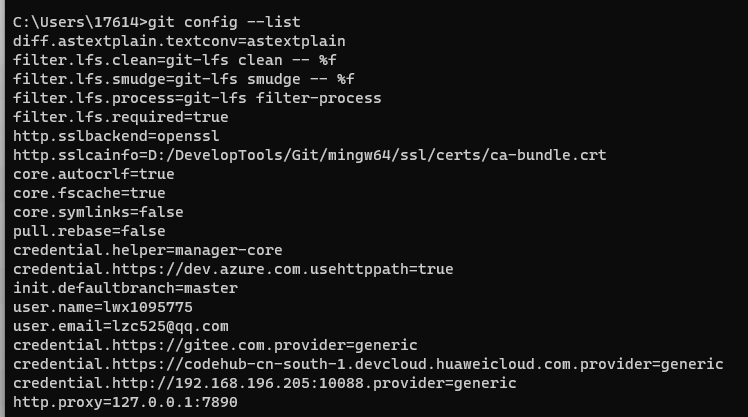 C:\Users\17614>git config --list
diff.astextplain.textconv=astextplain
filter.lfs.clean=git-lfs clean -- %f
filter.lfs.smudge=git-lfs smudge -- %f
filter.lfs.process=git-lfs filter-process
filter.lfs.required=true
http.sslbackend=openssl
http.sslcainfo=D:/DevelopTools/Git/mingw64/ssl/certs/ca-bundle.crt
core.autocrlf=true
core.fscache=true
core.symlinks=false
pull.rebase=false
credential.helper=manager-core
credential.https://dev.azure.com.usehttppath=true
init.defaultbranch=master
user.name=lwx1095775
user.email=lzc525@qq.com
credential.https://gitee.com.provider=generic
credential.https://codehub-cn-south-1.devcloud.huaweicloud.com.provider=generic
credential.http://192.168.196.205:10088.provider=generic
http.proxy=127.0.0.1:7890